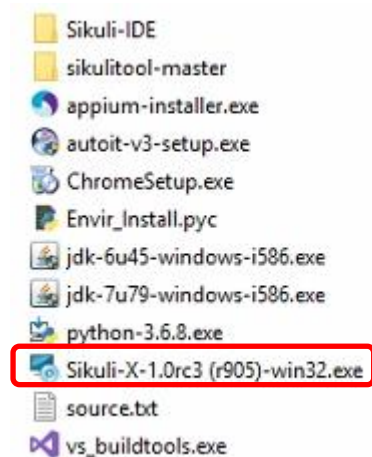 Sikuli-IDE
sikulitool-master
appium-installer.exe
autoit-v3-setup.exe
ChromeSetup.exe
Envir_Install.pyc
jdk-6u45-windows-i586.exe
jdk-7u79-windows-i586.exe
python-3.6.8.exe
Sikuli-X-1.0rc3 (r905)-win32.exe
source.txt
vs_buildtools.exe